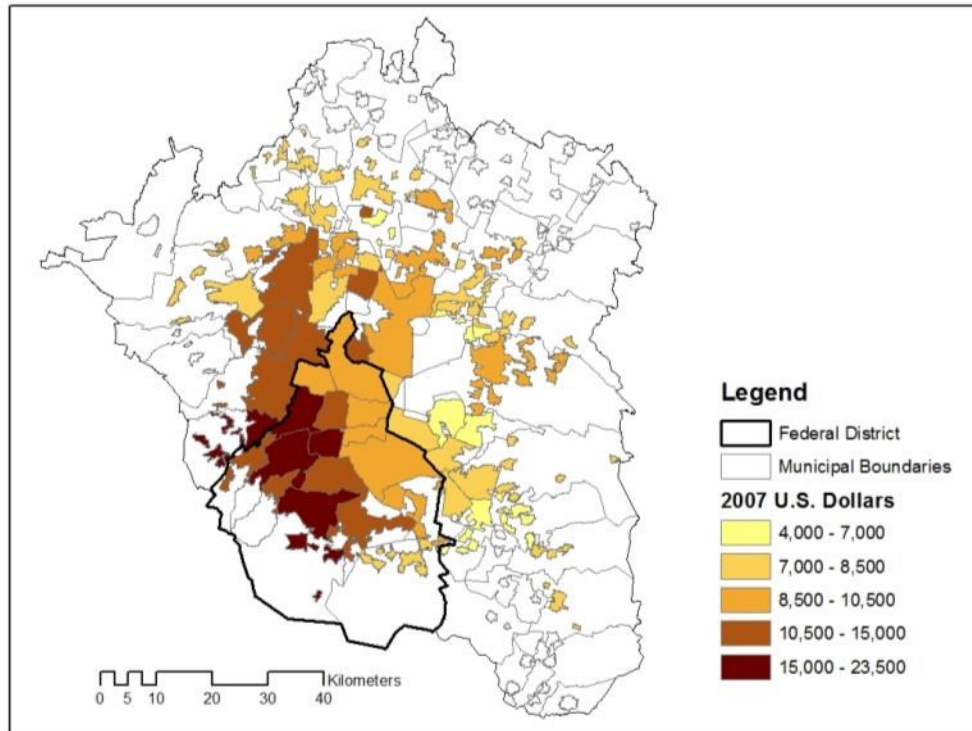 Legend
Federal District
Municipal Boundaries
2007 U.S. Dollars
4,000 - 7,000
7,000 - 8,500
8,500 - 10,500
10,500 - 15,000
15,000 - 23,500
Kilometers
0 5 10 20 30 40